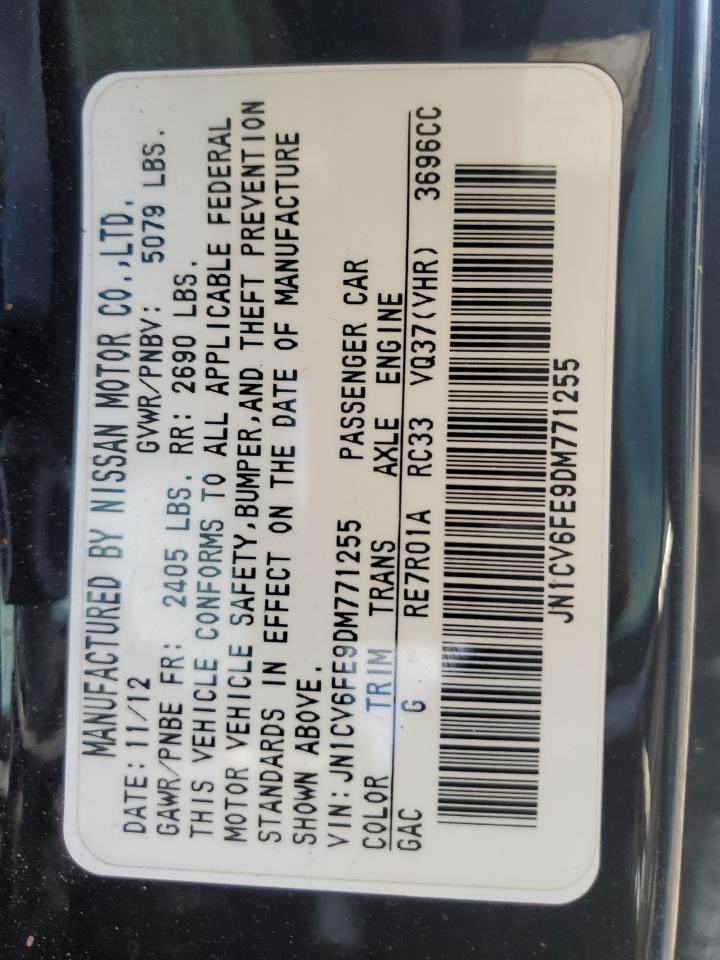 MANUFACTURED BY NISSAN MOTOR CO.,LTD.
DATE: 11/12 GVWR/PNBV: 5079 LBS.
GAWR/PNBE FR: 2405 LBS. RR: 2690 LBS.
THIS VEHICLE CONFORMS TO ALL APPLICABLE FEDERAL
MOTOR VEHICLE SAFETY,BUMPER,AND THEFT PREVENTION
STANDARDS IN EFFECT ON THE DATE OF MANUFACTURE
SHOWN ABOVE.
VIN:JN1CV6FE9DM771255 PASSENGER CAR
COLOR TRIM TRANS AXLE ENGINE
GAC G RE7R01A RC33 VQ37(VHR) 3696CC
JN1CV6FE9DM771255